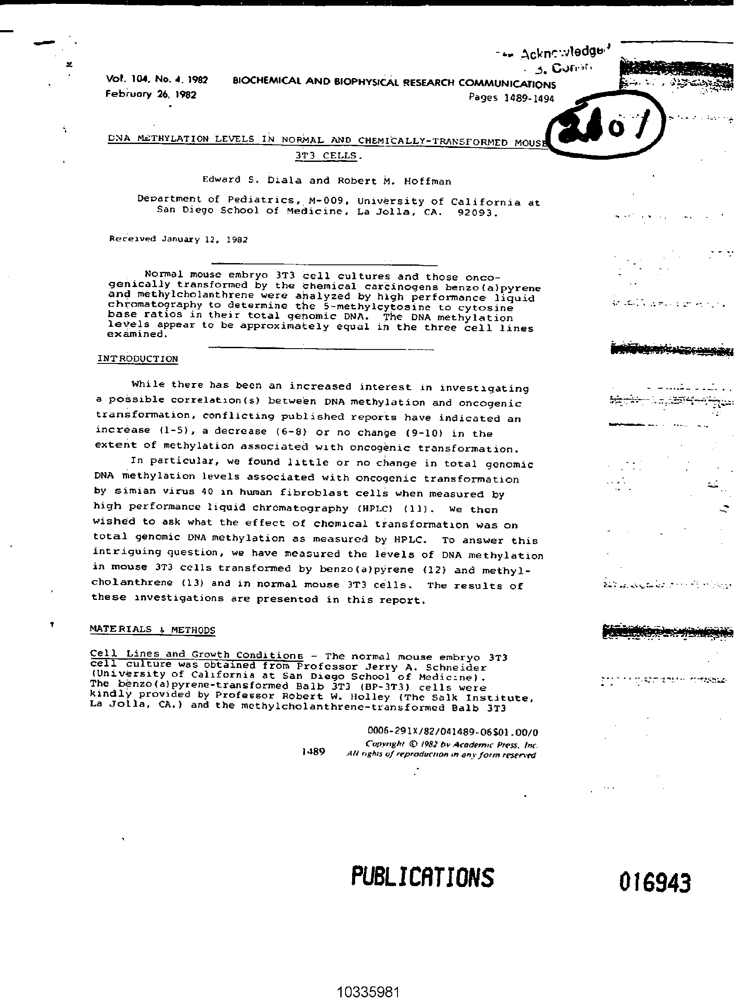 Acknowledge'
Vol. 104, No. 4, 1982
BIOCHEMICAL AND BIOPHYSICAL RESEARCH COMMUNICATIONS
February 26, 1982
Pages 1489-1494
2401
DNA METHYLATION LEVELS IN NORMAL AND CHEMICALLY-TRANSFORMED MOUSE
3T3 CELLS.
Edward S. Diala and Robert M. Hoffman
Department of Pediatrics, M-009, University of California at
San Diego School of Medicine, La Jolla, CA. 92093.
Received January 12, 1982
Normal mouse embryo 3T3 cell cultures and those onco-
genically transformed by the chemical carcinogens benzo(a)pyrene
and methylcholanthrene were analyzed by high performance liquid
chromatography to determine the 5-methylcytosine to cytosine
base ratios in their total genomic DNA. The DNA methylation
levels appear to be approximately equal in the three cell lines
examined.
INTRODUCTION
While there has been an increased interest in investigating
a possible correlation(s) between DNA methylation and oncogenic
transformation, conflicting published reports have indicated an
increase (1-5), a decrease (6-8) or no change (9-10) in the
extent of methylation associated with oncogenic transformation.
In particular, we found little or no change in total genomic
DNA methylation levels associated with oncogenic transformation
by simian virus 40 in human fibroblast cells when measured by
high performance liquid chromatography (HPLC) (11). We then
wished to ask what the effect of chemical transformation was on
total genomic DNA methylation as measured by HPLC. To answer this
intriguing question, we have measured the levels of DNA methylation
in mouse 3T3 cells transformed by benzo(a)pyrene (12) and methyl-
cholanthrene (13) and in normal mouse 3T3 cells. The results of
these investigations are presented in this report.
MATERIALS & METHODS
Cell Lines and Growth Conditions - The normal mouse embryo 3T3
cell culture was obtained from Professor Jerry A. Schneider
(University of California at San Diego School of Medicine).
The benzo(a)pyrene-transformed Balb 3T3 (BP-3T3) cells were
kindly provided by Professor Robert W. Holley (The Salk Institute,
La Jolla, CA.) and the methylcholanthrene-transformed Balb 3T3
0006-291X/82/041489-06$01.00/0
Copyright © 1982 by Academic Press, Inc.
1489
All rights of reproduction in any form reserved
PUBLICATIONS
016943
10335981